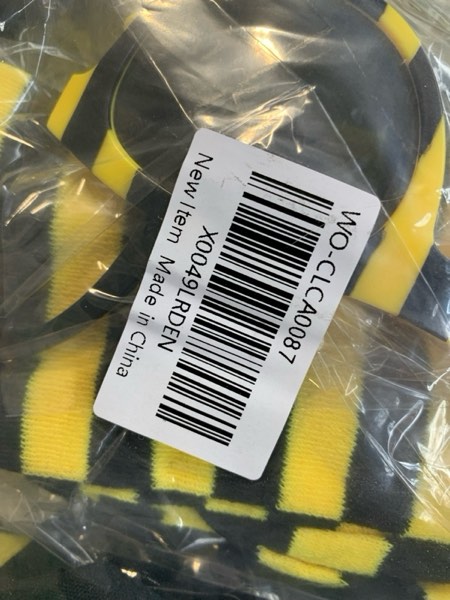 WO-CLCA0087
X0049LRDEN
New Item Made in China